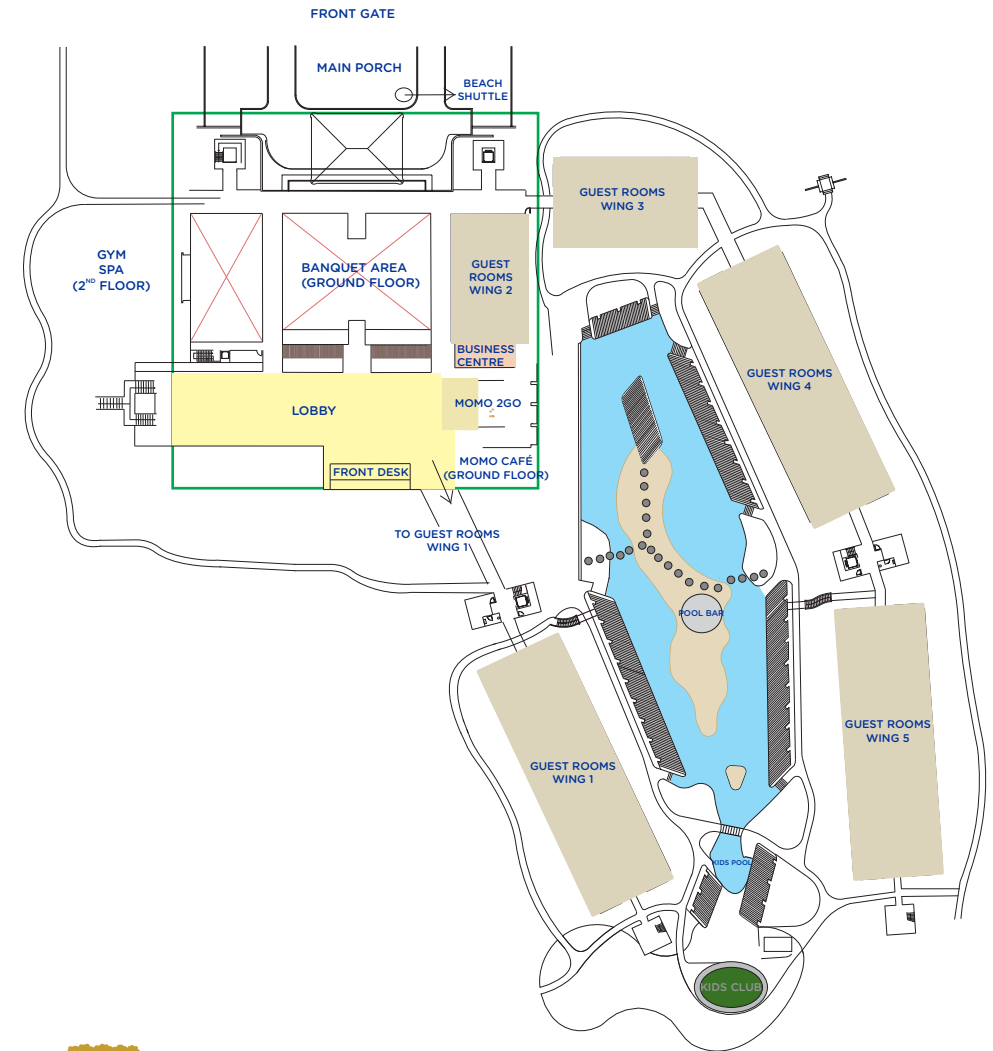 FRONT GATE
MAIN PORCH
BEACH
SHUTTLE
GUEST ROOMS
WING 3
GYM
SPA
(2ND FLOOR)
BANQUET AREA
(GROUND FLOOR)
GUEST
ROOMS
WING 2
BUSINESS
CENTRE
GUEST ROOMS
WING 4
LOBBY
MOMO 2GO
FRONT DESK
MOMO CAFÉ
(GROUND FLOOR)
TO GUEST ROOMS
WING 1
POOL BAR
GUEST ROOMS
WING 5
GUEST ROOMS
WING 1
KIDS POOL
KIDS CLUB